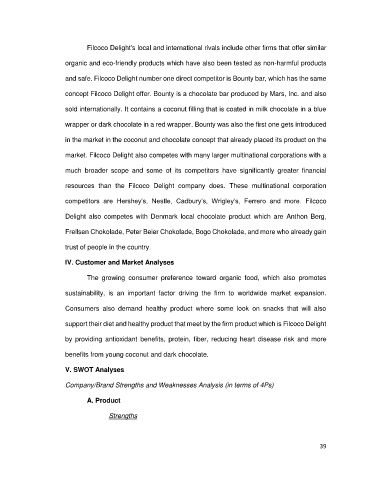 Filcoco Delight's local and international rivals include other firms that offer similar
organic and eco-friendly products which have also been tested as non-harmful products
and safe. Filcoco Delight number one direct competitor is Bounty bar, which has the same
concept Filcoco Delight offer. Bounty is a chocolate bar produced by Mars, Inc. and also
sold internationally. It contains a coconut filling that is coated in milk chocolate in a blue
wrapper or dark chocolate in a red wrapper. Bounty was also the first one gets introduced
in the market in the coconut and chocolate concept that already placed its product on the
market. Filcoco Delight also competes with many larger multinational corporations with a
much broader scope and some of its competitors have significantly greater financial
resources than the Filcoco Delight company does. These multinational corporation
competitors are Hershey's, Nestle, Cadbury's, Wrigley's, Ferrero and more. Filcoco
Delight also competes with Denmark local chocolate product which are Anthon Berg,
Frellsen Chokolade, Peter Beier Chokolade, Bogo Chokolade, and more who already gain
trust of people in the country.
IV. Customer and Market Analyses
The growing consumer preference toward organic food, which also promotes
sustainability, is an important factor driving the firm to worldwide market expansion.
Consumers also demand healthy product where some look on snacks that will also
support their diet and healthy product that meet by the firm product which is Filcoco Delight
by providing antioxidant benefits, protein, fiber, reducing heart disease risk and more
benefits from young coconut and dark chocolate.
V. SWOT Analyses
Company/Brand Strengths and Weaknesses Analysis (in terms of 4Ps)
A. Product
Strengths
39